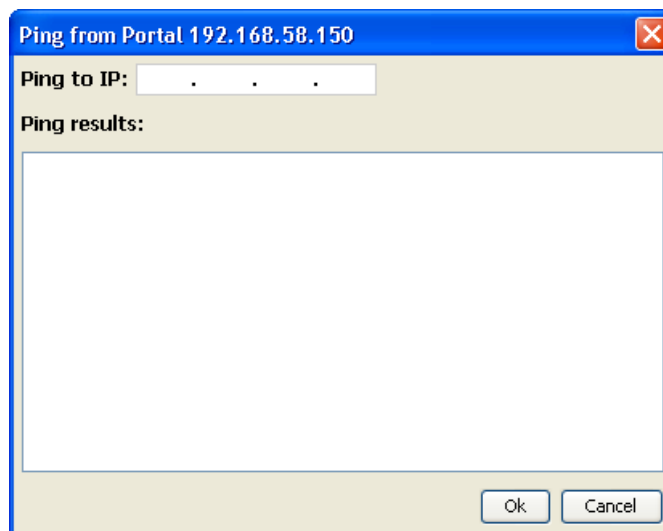 Ping from Portal 192.168.58.150
Ping to IP: . . .
Ping results:
Ok Cancel